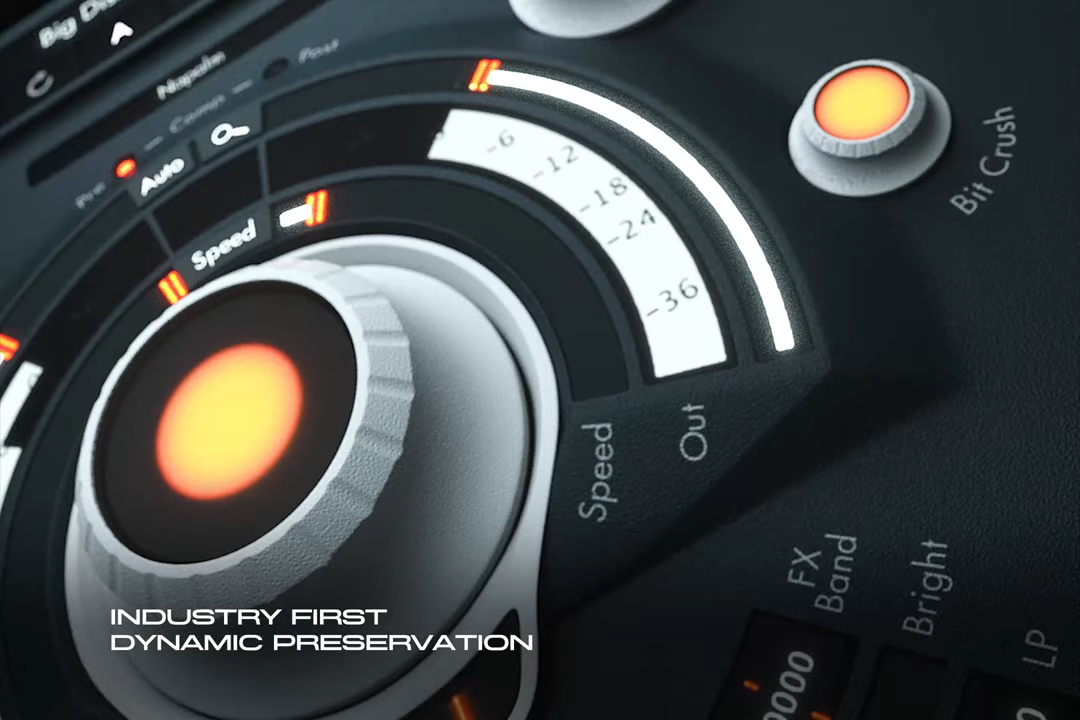 Big
Napalm
Post
Comp
Pre
Auto
Speed
-6
-12
-18
-24
-36
Bit Crush
Speed
Out
FX
Band
Bright
LP
INDUSTRY FIRST
DYNAMIC PRESERVATION